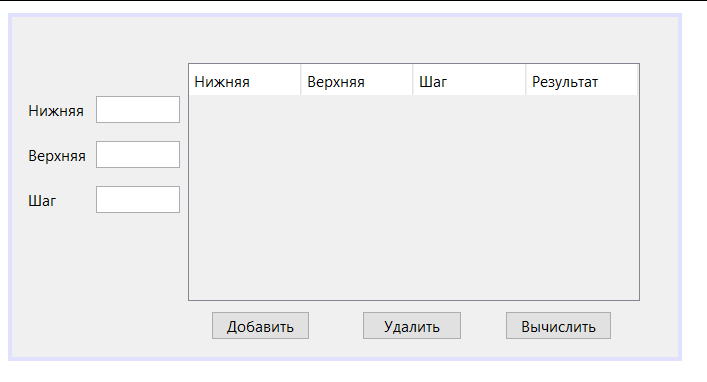 Нижняя Верхняя Шаг Результат
Нижняя
Верхняя
Шаг
Добавить Удалить Вычислить